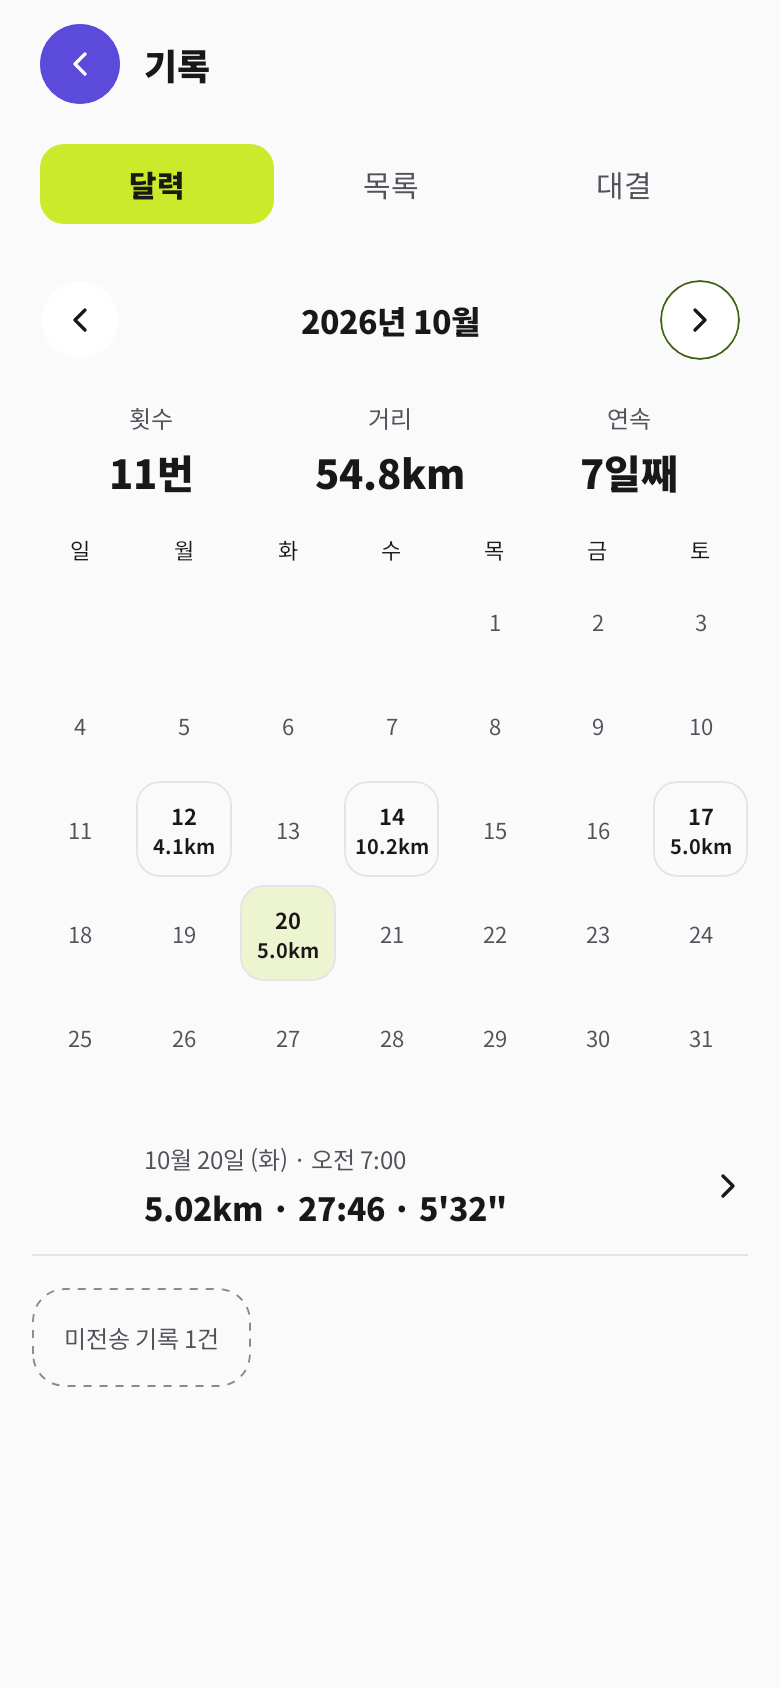 기록
달력 목록 대결
2026년 10월
횟수 거리 연속
11번 54.8km 7일째
일 월 화 수 목 금 토
1 2 3
4 5 6 7 8 9 10
11 12 13 14 15 16 17
4.1km 10.2km 5.0km
18 19 20 21 22 23 24
5.0km
25 26 27 28 29 30 31
10월 20일 (화) · 오전 7:00
5.02km · 27:46 · 5'32"
미전송 기록 1건